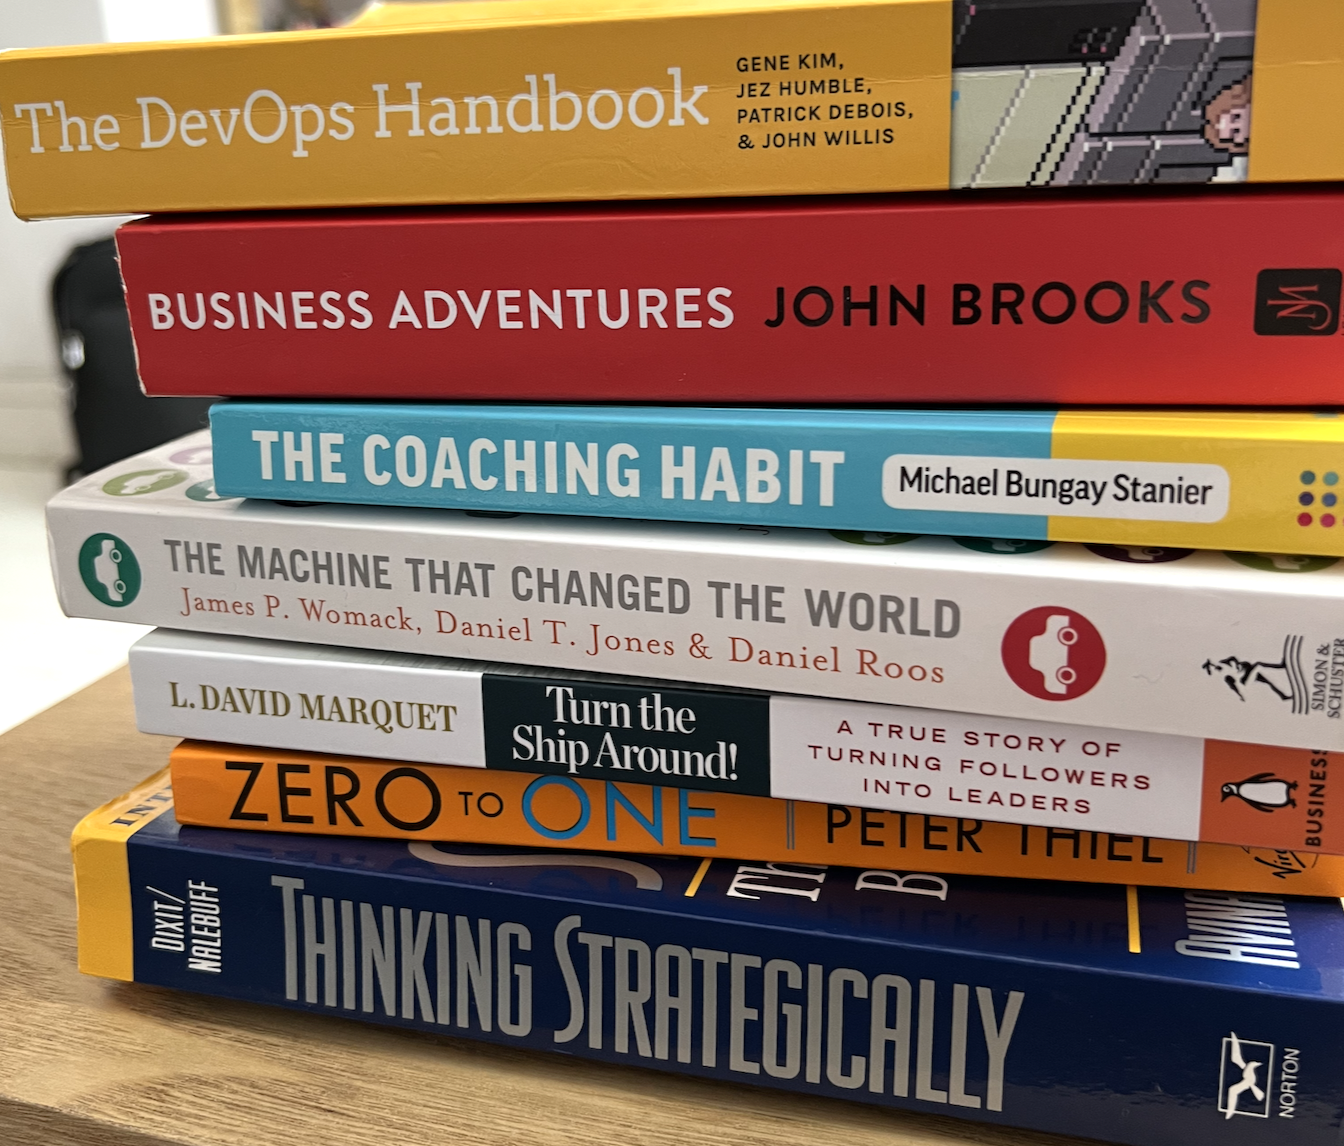 The DevOps Handbook
GENE KIM,
JEZ HUMBLE,
PATRICK DEBOIS,
& JOHN WILLIS
BUSINESS ADVENTURES JOHN BROOKS
THE COACHING HABIT Michael Bungay Stanier
THE MACHINE THAT CHANGED THE WORLD
James P. Womack, Daniel T. Jones & Daniel Roos
SIMON &
SCHUSTER
L. DAVID MARQUET
Turn the
Ship Around!
A TRUE STORY OF
TURNING FOLLOWERS
INTO LEADERS
BUSINESS
ZERO TO ONE | PETER THIEL
DIXIT/
NALEBUFF
THINKING STRATEGICALLY
NORTON